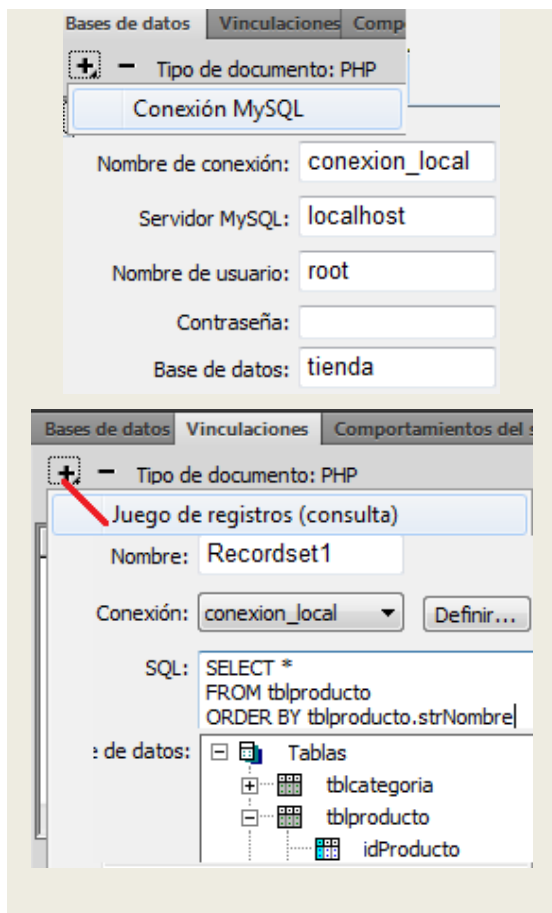 Bases de datos Vinculaciones Comp
Tipo de documento: PHP
Conexión MySQL
Nombre de conexión: conexion_local
Servidor MySQL: localhost
Nombre de usuario: root
Contraseña:
Base de datos: tienda
Bases de datos Vinculaciones Comportamientos del s
Tipo de documento: PHP
Juego de registros (consulta)
Nombre: Recordset1
Conexión: conexion_local Definir...
SQL: SELECT *
FROM tblproducto
ORDER BY tblproducto.strNombre
de datos: Tablas
tblcategoria
tblproducto
idProducto